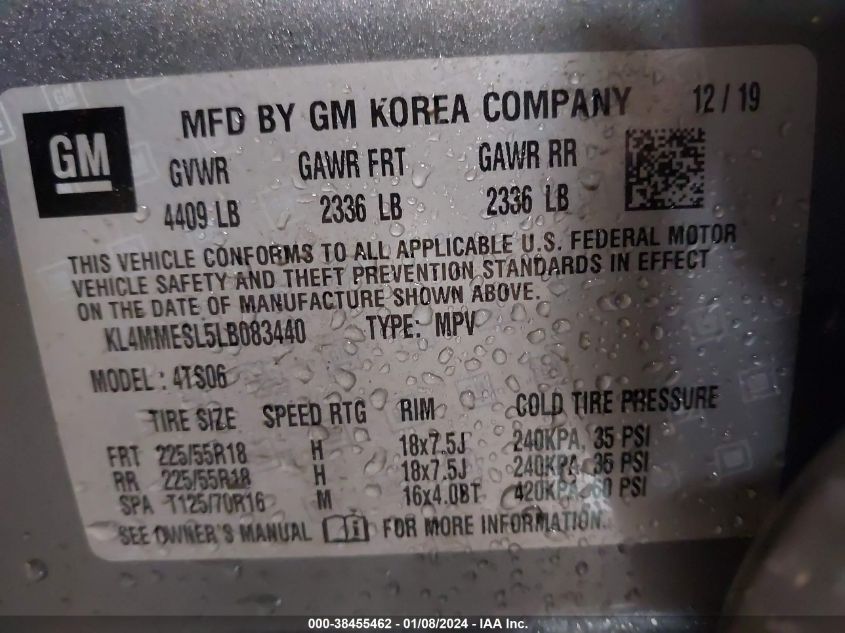 GM
MFD BY GM KOREA COMPANY 12 / 19
GVWR GAWR FRT GAWR RR
4409 LB 2336 LB 2336 LB
THIS VEHICLE CONFORMS TO ALL APPLICABLE U.S. FEDERAL MOTOR
VEHICLE SAFETY AND THEFT PREVENTION STANDARDS IN EFFECT
ON THE DATE OF MANUFACTURE SHOWN ABOVE.
KL4MMESL5LB083440 TYPE: MPV
MODEL: 4TS06
TIRE SIZE SPEED RTG RIM COLD TIRE PRESSURE
FRT 225/55R18 H 18x7.5J 240KPA, 35 PSI
RR 225/55R18 H 18x7.5J 240KPA, 35 PSI
SPA T125/70R16 M 16x4.0BT 420KPA, 60 PSI
SEE OWNER'S MANUAL FOR MORE INFORMATION.
000-38455462 - 01/08/2024 - IAA Inc.